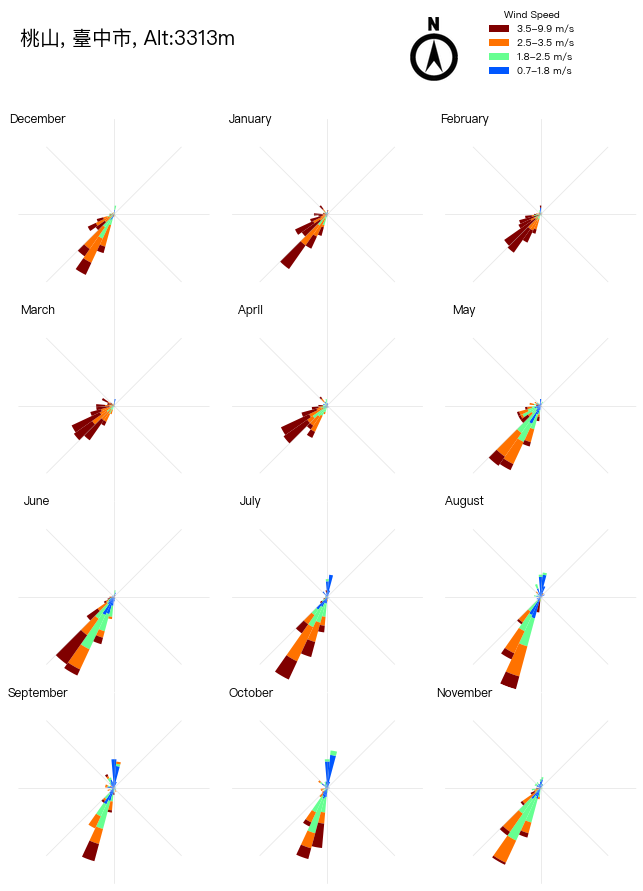 桃山, 臺中市, Alt:3313m
N
Wind Speed
3.5–9.9 m/s
2.5–3.5 m/s
1.8–2.5 m/s
0.7–1.8 m/s
December
January
February
March
April
May
June
July
August
September
October
November